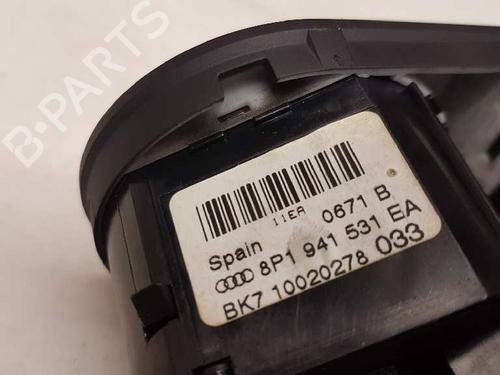 B-PARTS
11ER 0671 B
Spain
8P1 941 531 EA
BK7 10020278 033